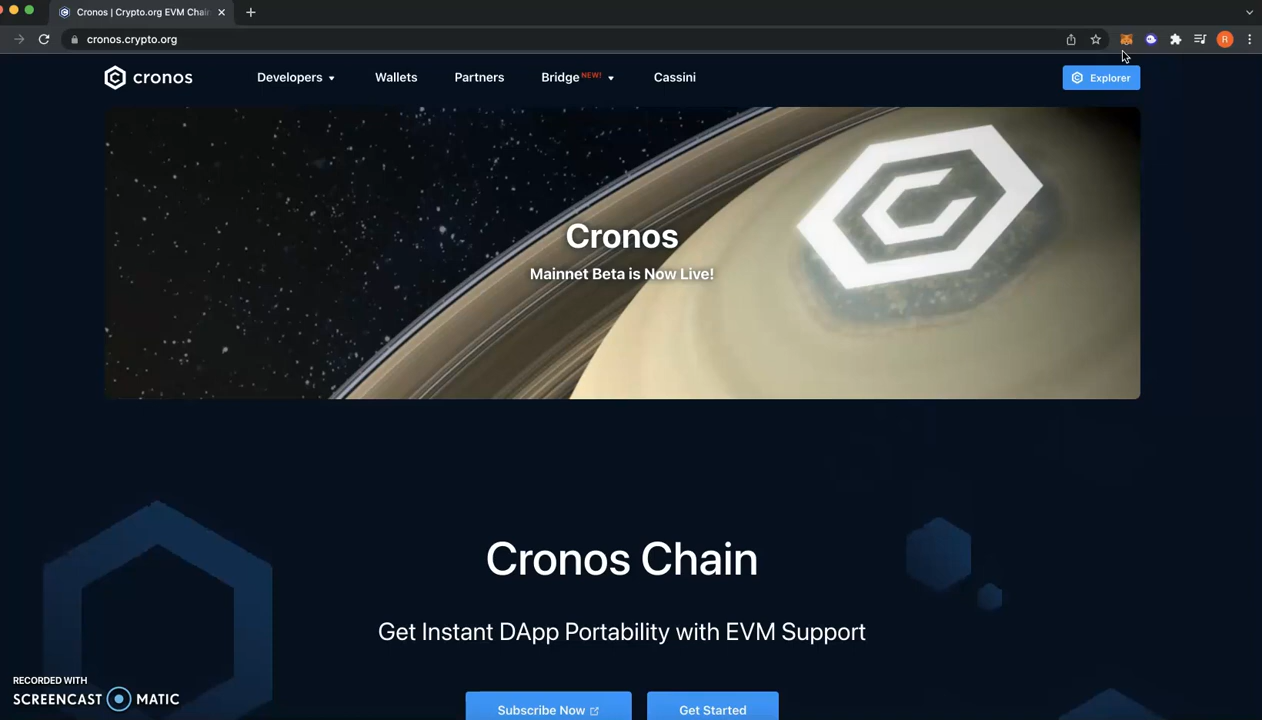 Cronos | Crypto.org EVM Chain
cronos.crypto.org
R
cronos
Developers
Wallets
Partners
Bridge NEW!
Cassini
Explorer
Cronos
Mainnet Beta is Now Live!
Cronos Chain
Get Instant DApp Portability with EVM Support
Subscribe Now
Get Started
RECORDED WITH
SCREENCAST MATIC